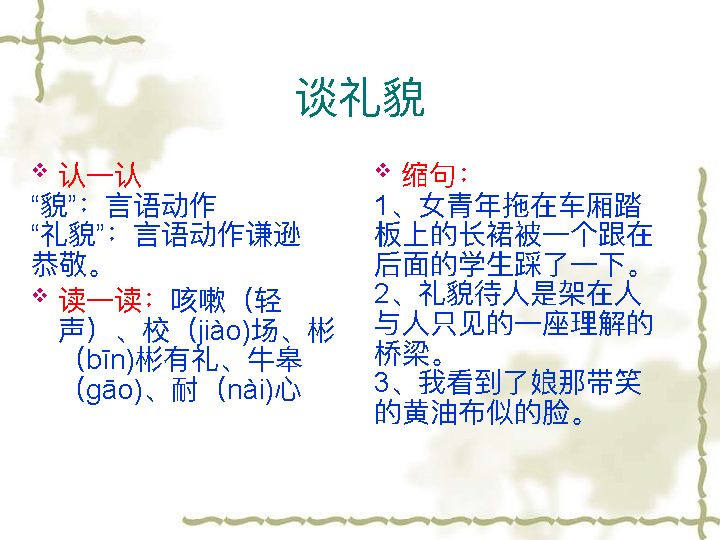 谈礼貌
认一认
“貌”：言语动作
“礼貌”：言语动作谦逊
恭敬。
读一读：咳嗽（轻
声）、校（jiào)场、彬
（bīn)彬有礼、牛皋
（gāo)、耐（nài)心
缩句：
1、女青年拖在车厢踏
板上的长裙被一个跟在
后面的学生踩了一下。
2、礼貌待人是架在人
与人只见的一座理解的
桥梁。
3、我看到了娘那带笑
的黄油布似的脸。